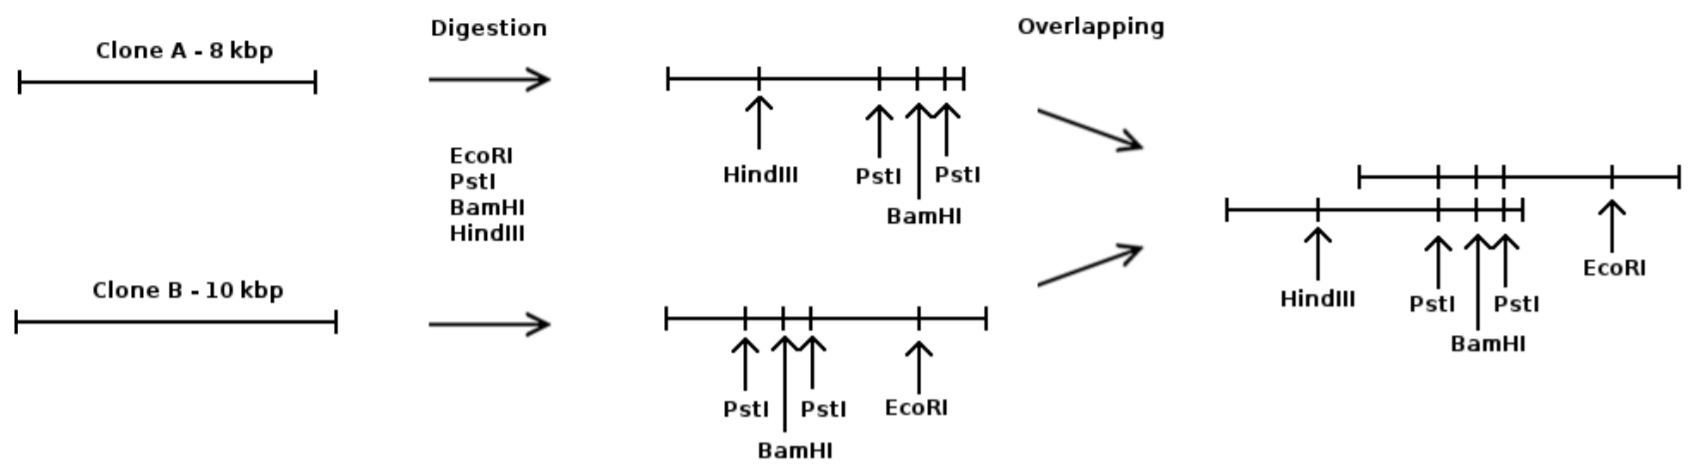 Clone A - 8 kbp
Digestion
Overlapping
EcoRI
PstI
BamHI
HindIII
HindIII
PstI
PstI
BamHI
Clone B - 10 kbp
PstI
PstI
EcoRI
BamHI
EcoRI
HindIII
PstI
PstI
BamHI